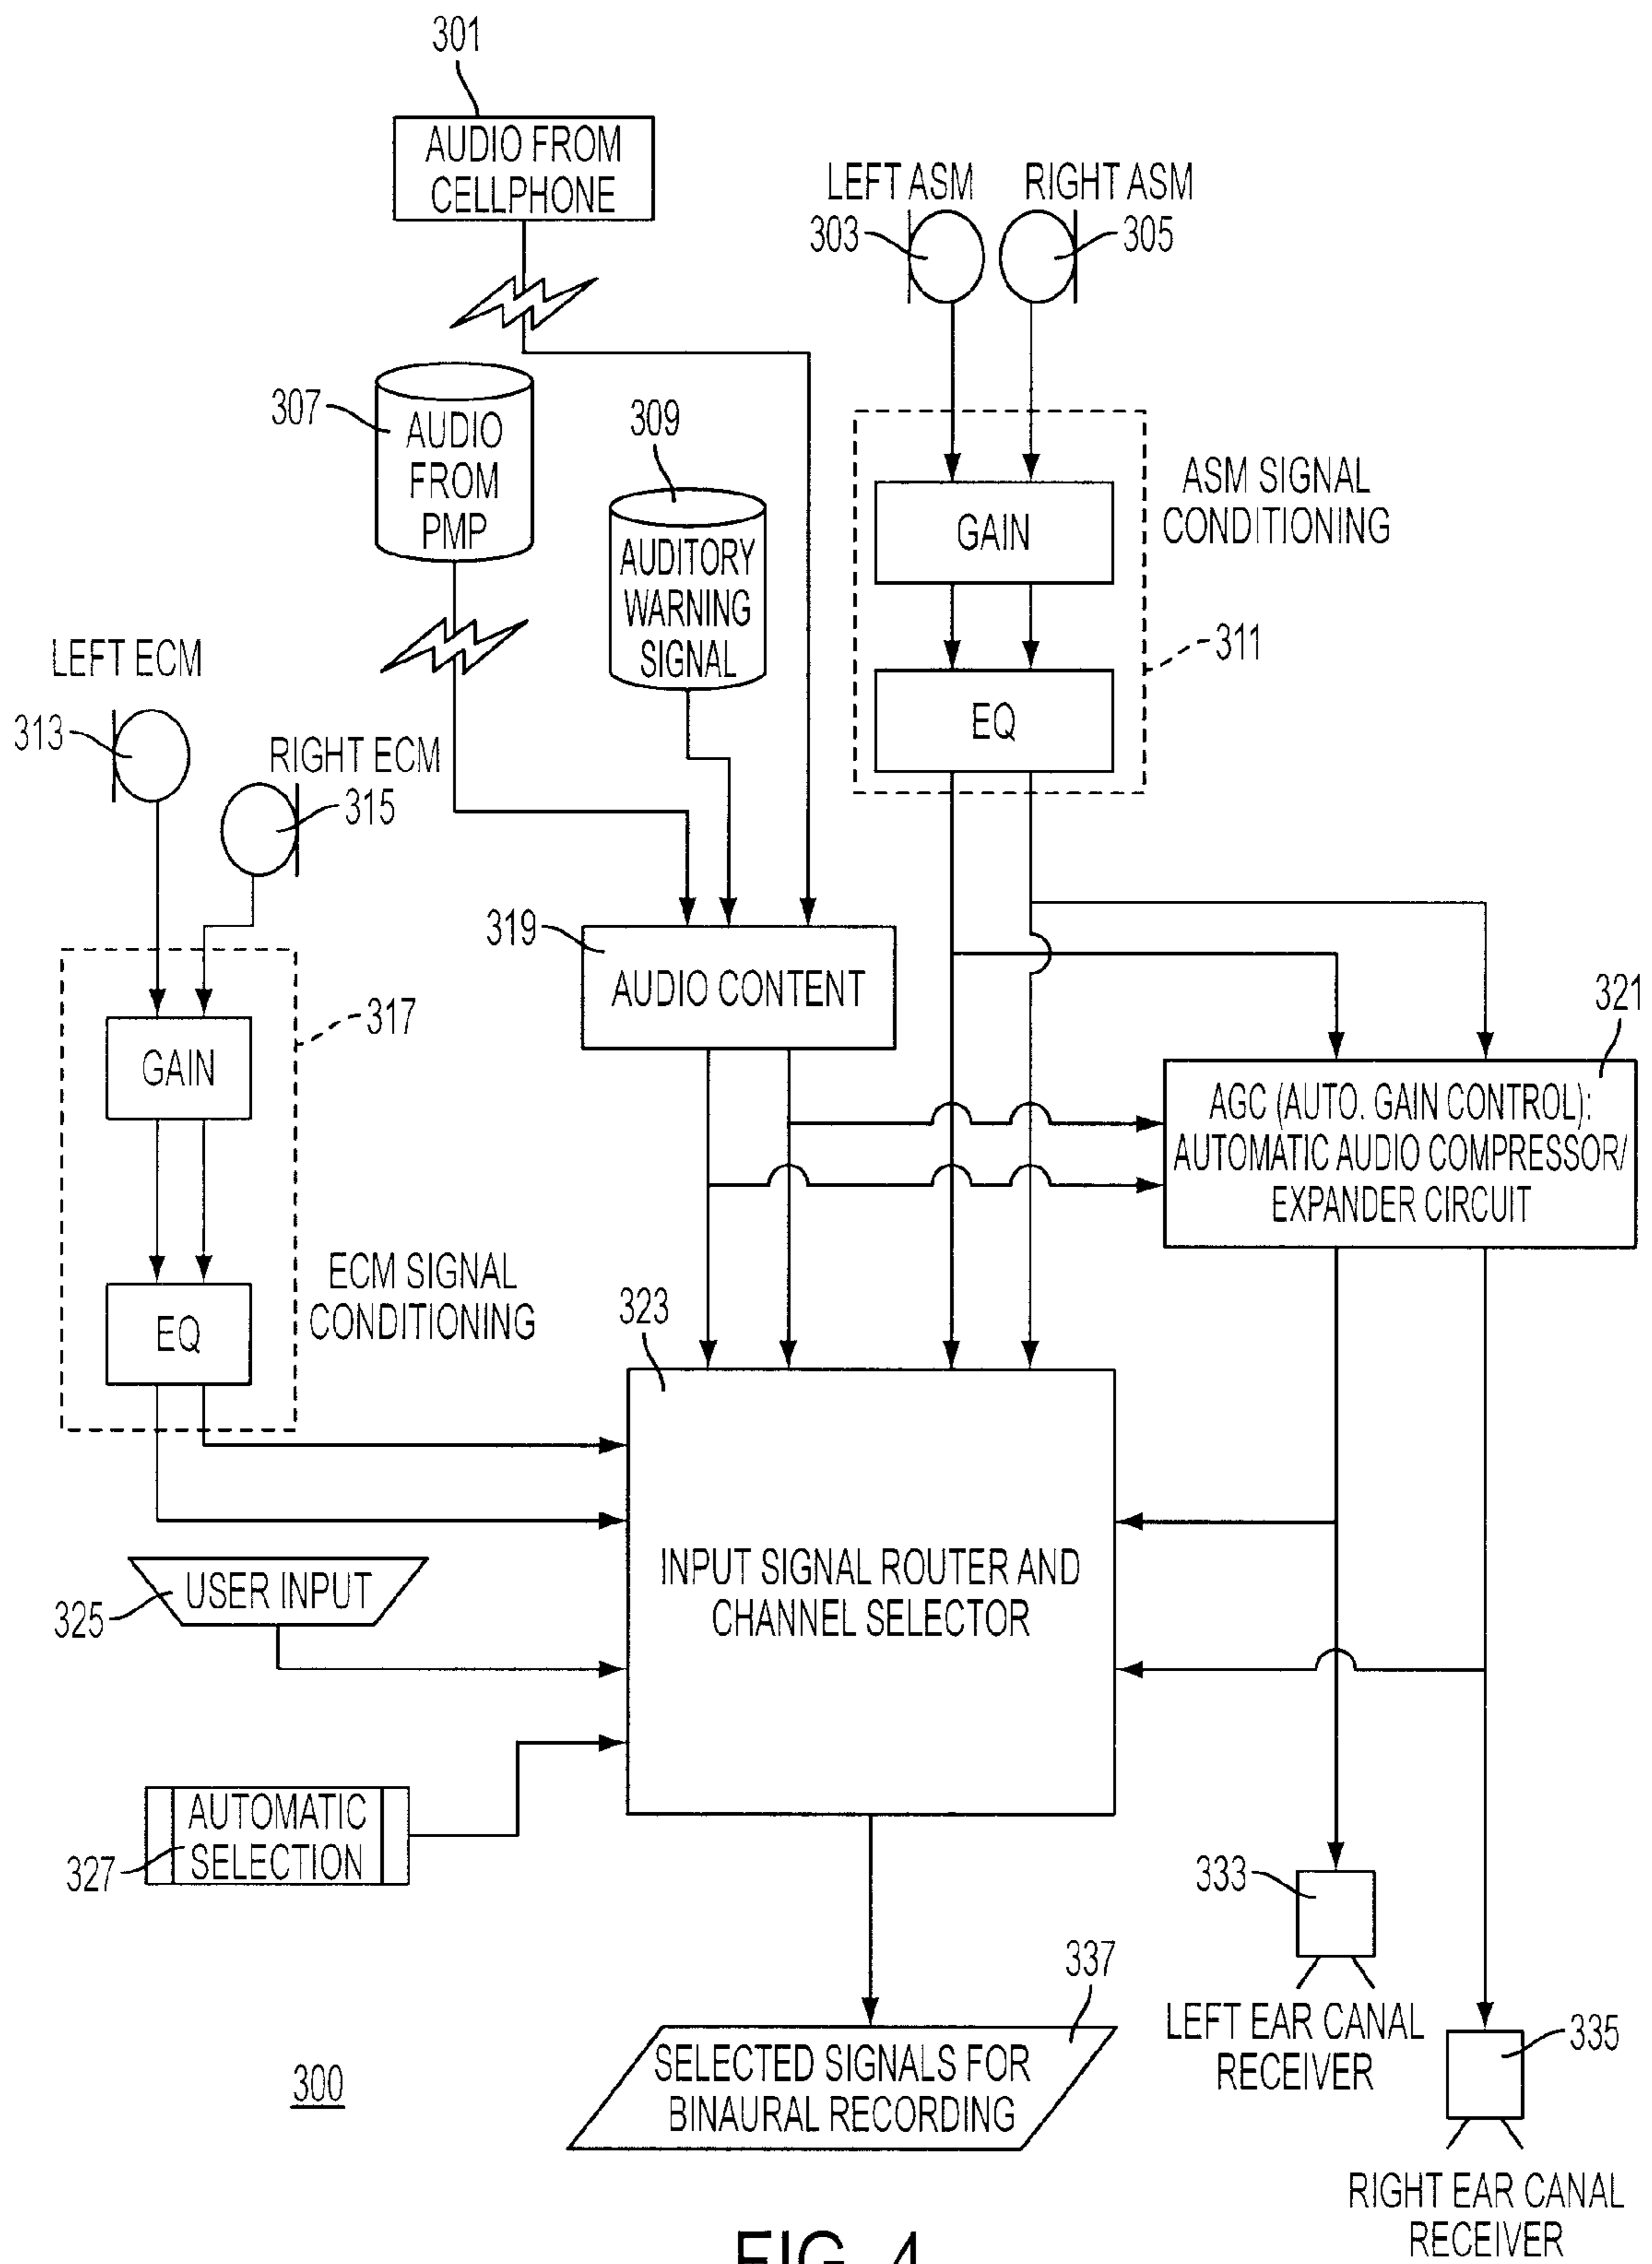 301
AUDIO FROM
CELLPHONE
LEFT ASM
RIGHT ASM
303
305
307
AUDIO
FROM
PMP
309
AUDITORY
WARNING
SIGNAL
ASM SIGNAL
CONDITIONING
GAIN
311
EQ
LEFT ECM
313
RIGHT ECM
315
319
AUDIO CONTENT
317
GAIN
321
AGC (AUTO. GAIN CONTROL):
AUTOMATIC AUDIO COMPRESSOR/
EXPANDER CIRCUIT
ECM SIGNAL
CONDITIONING
EQ
323
INPUT SIGNAL ROUTER AND
CHANNEL SELECTOR
USER INPUT
325
AUTOMATIC
SELECTION
327
333
LEFT EAR CANAL
RECEIVER
337
SELECTED SIGNALS FOR
BINAURAL RECORDING
335
RIGHT EAR CANAL
RECEIVER
300
FIG. 4